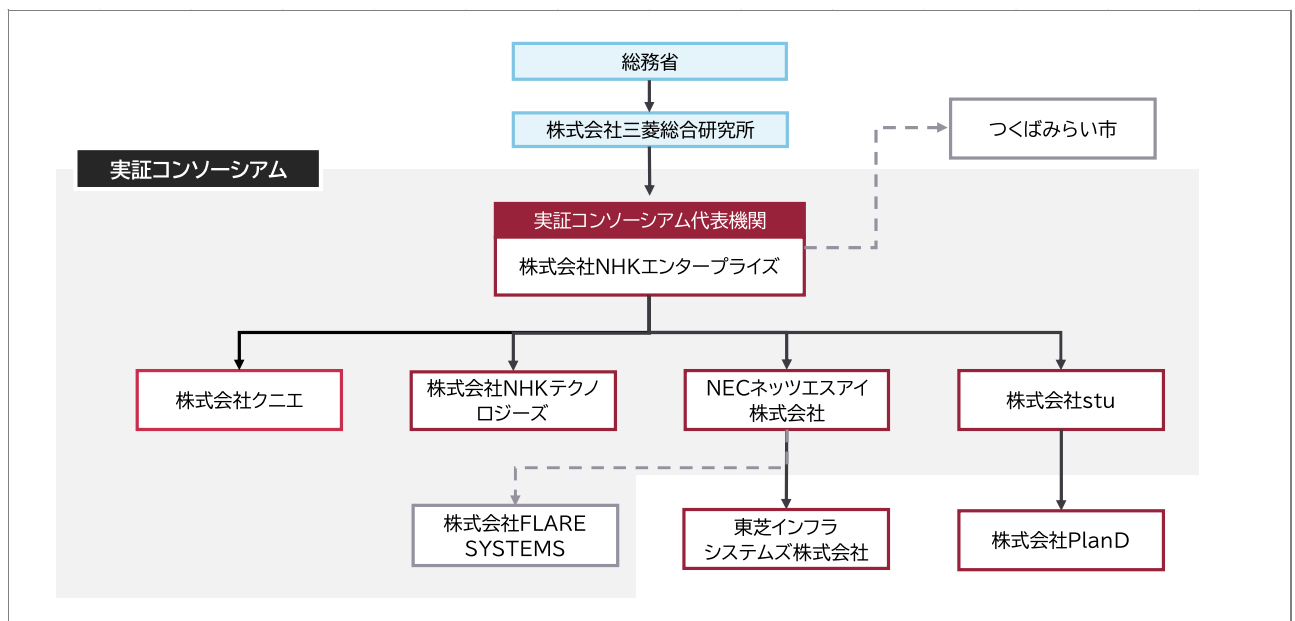 総務省
株式会社三菱総合研究所
つくばみらい市
実証コンソーシアム
実証コンソーシアム代表機関
株式会社NHKエンタープライズ
株式会社クニエ
株式会社NHKテクノ
ロジーズ
NECネッツエスアイ
株式会社
株式会社stu
株式会社FLARE
SYSTEMS
東芝インフラ
システムズ株式会社
株式会社PlanD